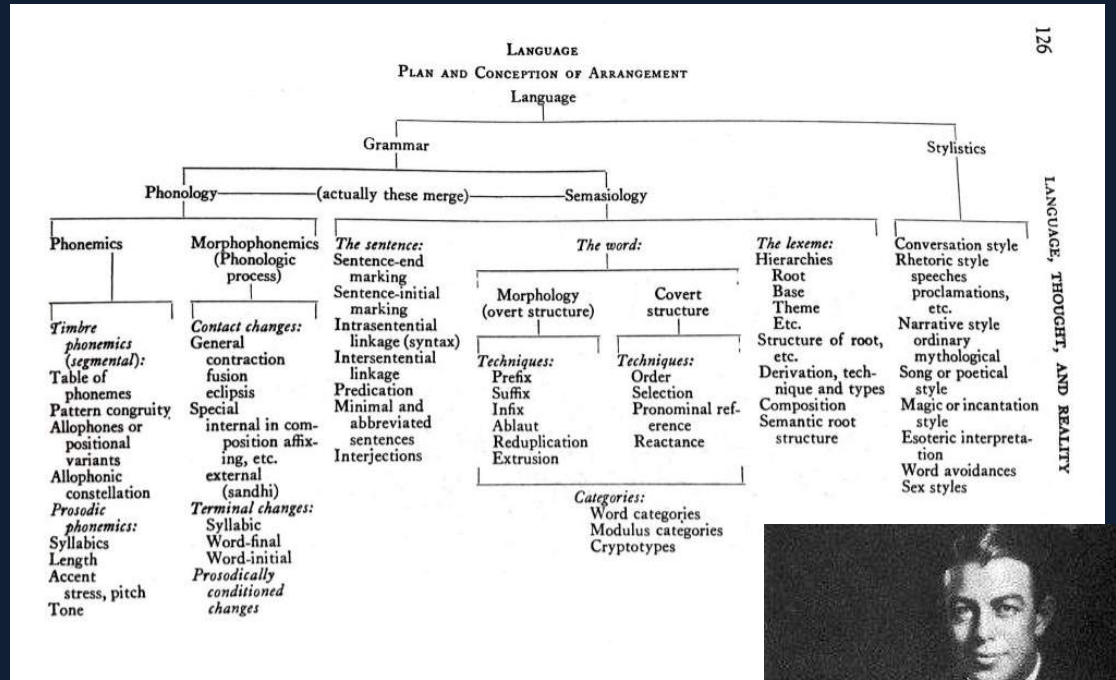 126
LANGUAGE
PLAN AND CONCEPTION OF ARRANGEMENT
Language
Grammar
Stylistics
Phonology
(actually these merge)
Semasiology
Phonemics
Timbre
phonemics
(segmental):
Table of
phonemes
Pattern congruity
Allophones or
positional
variants
Allophonic
constellation
Prosodic
phonemics:
Syllabics
Length
Accent
stress, pitch
Tone
Morphophonemics
(Phonologic
process)
Contact changes:
General
contraction
fusion
eclipsis
Special
internal in com-
position affix-
ing, etc.
external
(sandhi)
Terminal changes:
Syllabic
Word-final
Word-initial
Prosodically
conditioned
changes
The sentence:
Sentence-end
marking
Sentence-initial
marking
Intrasentential
linkage (syntax)
Intersentential
linkage
Predication
Minimal and
abbreviated
sentences
Interjections
The word:
Morphology
(overt structure)
Techniques:
Prefix
Suffix
Infix
Ablaut
Reduplication
Extrusion
Covert
structure
Techniques:
Order
Selection
Pronominal ref-
erence
Reactance
Categories:
Word categories
Modulus categories
Cryptotypes
The lexeme:
Hierarchies
Root
Base
Theme
Etc.
Structure of root,
etc.
Derivation, tech-
nique and types
Composition
Semantic root
structure
Conversation style
Rhetoric style
speeches
proclamations,
etc.
Narrative style
ordinary
mythological
Song or poetical
style
Magic or incantation
style
Esoteric interpreta-
tion
Word avoidances
Sex styles
LANGUAGE, THOUGHT, AND REALITY